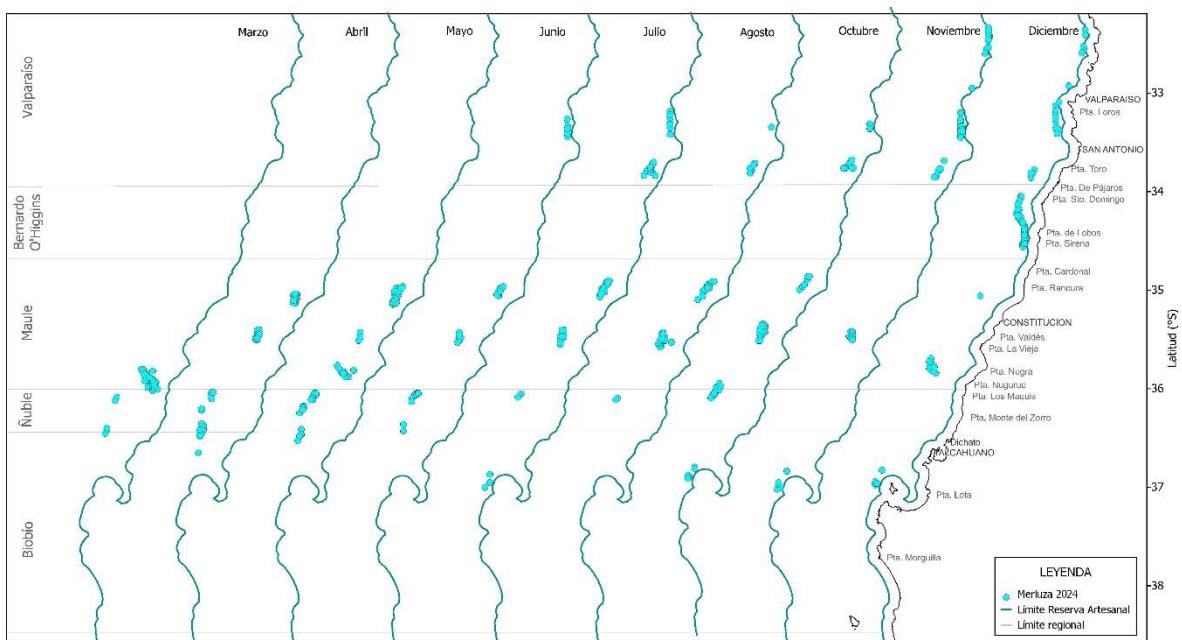 Marzo
Abril
Mayo
Junio
Julio
Agosto
Octubre
Noviembre
Diciembre
Valparaíso
Bernardo
O'Higgins
Maule
Ñuble
Biobío
VALPARAISO
Pta. Loros
SAN ANTONIO
Pta. Toro
Pta. De Pájaros
Pta. Sto. Domingo
Pta. de Lobos
Pta. Sirena
Pta. Cardonal
Pta. Rancura
CONSTITUCION
Pta. Valdés
Pta. La Vieja
Pta. Nugra
Pta. Nuguruc
Pta. Los Maquis
Pta. Monte del Zorro
Dichato
TALCAHUANO
Pta. Lota
Pta. Morguilla
-33
-34
-35
-36
-37
-38
Latitud (°S)
LEYENDA
Merluza 2024
Límite Reserva Artesanal
Límite regional